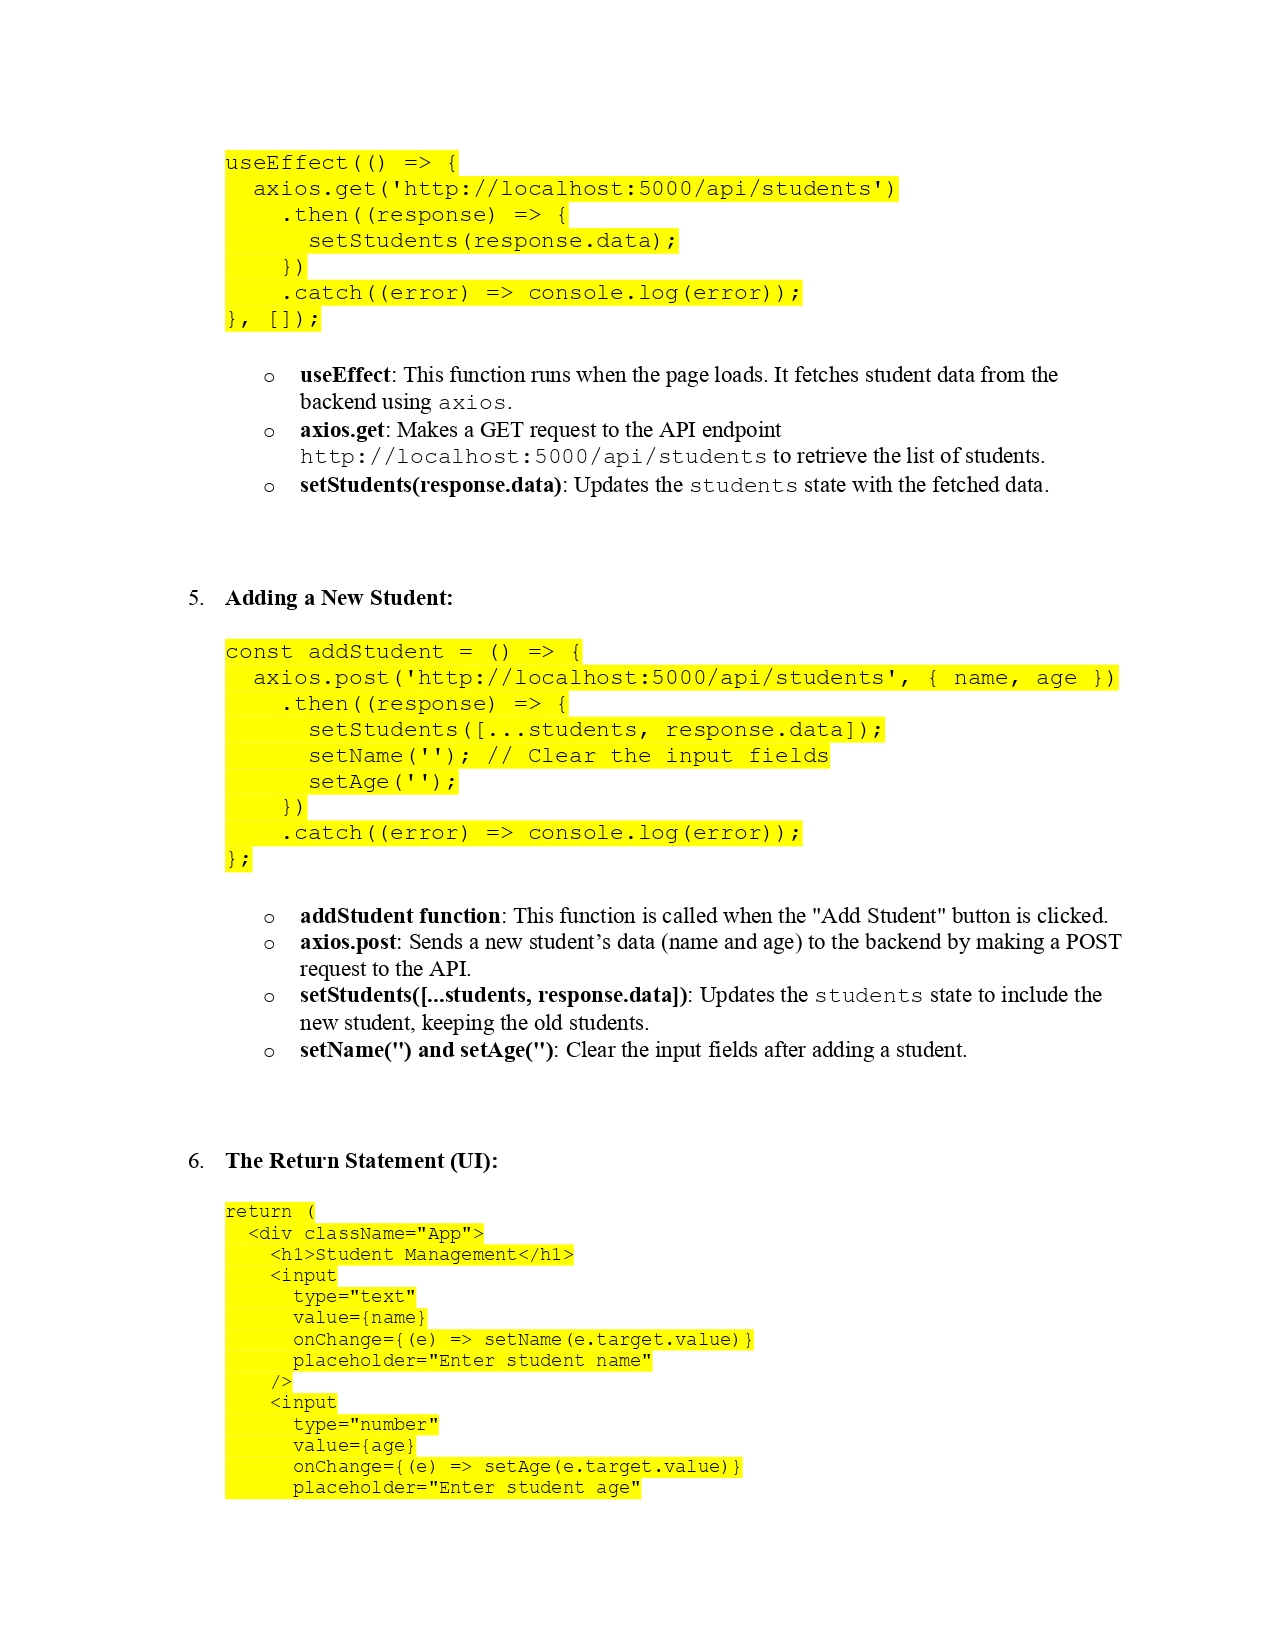 useEffect(() => {
  axios.get('http://localhost:5000/api/students')
    .then((response) => {
      setStudents(response.data);
    })
    .catch((error) => console.log(error));
}, []);
o useEffect: This function runs when the page loads. It fetches student data from the
backend using axios.
o axios.get: Makes a GET request to the API endpoint
http://localhost:5000/api/students to retrieve the list of students.
o setStudents(response.data): Updates the students state with the fetched data.
5. Adding a New Student:
const addStudent = () => {
  axios.post('http://localhost:5000/api/students', { name, age })
    .then((response) => {
      setStudents([...students, response.data]);
      setName(''); // Clear the input fields
      setAge('');
    })
    .catch((error) => console.log(error));
};
o addStudent function: This function is called when the "Add Student" button is clicked.
o axios.post: Sends a new student’s data (name and age) to the backend by making a POST
request to the API.
o setStudents([...students, response.data]): Updates the students state to include the
new student, keeping the old students.
o setName('') and setAge(''): Clear the input fields after adding a student.
6. The Return Statement (UI):
return (
  <div className="App">
    <h1>Student Management</h1>
    <input
      type="text"
      value={name}
      onChange={(e) => setName(e.target.value)}
      placeholder="Enter student name"
    />
    <input
      type="number"
      value={age}
      onChange={(e) => setAge(e.target.value)}
      placeholder="Enter student age"